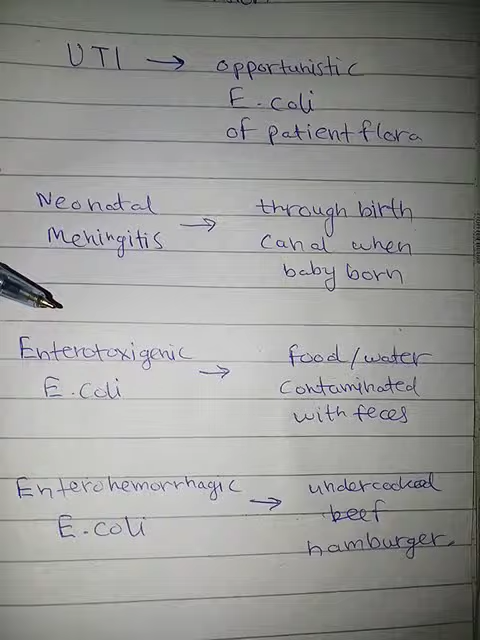 UTI → opportunistic
E. coli
of patient flora
Neonatal
Meningitis → through birth
canal when
baby born
Enterotoxigenic
E. coli → food/water
contaminated
with feces
Enterohemorrhagic
E. coli → undercooked
beef
hamburger.